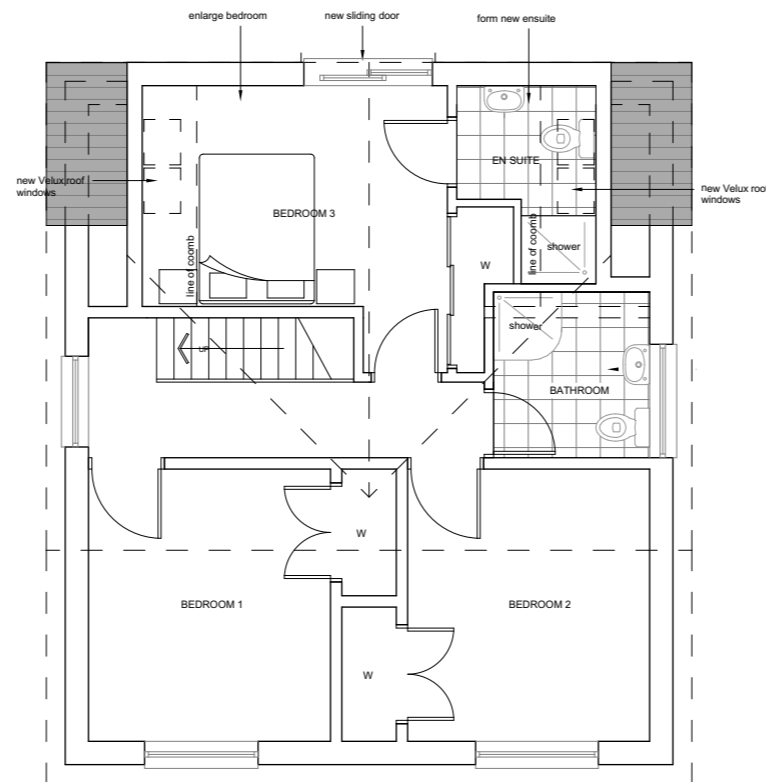 enlarge bedroom
new sliding door
form new ensuite
EN SUITE
new Velux roof
windows
new Velux roof
windows
BEDROOM 3
line of coomb
line of coomb
shower
W
shower
UP
BATHROOM
W
BEDROOM 1
BEDROOM 2
W